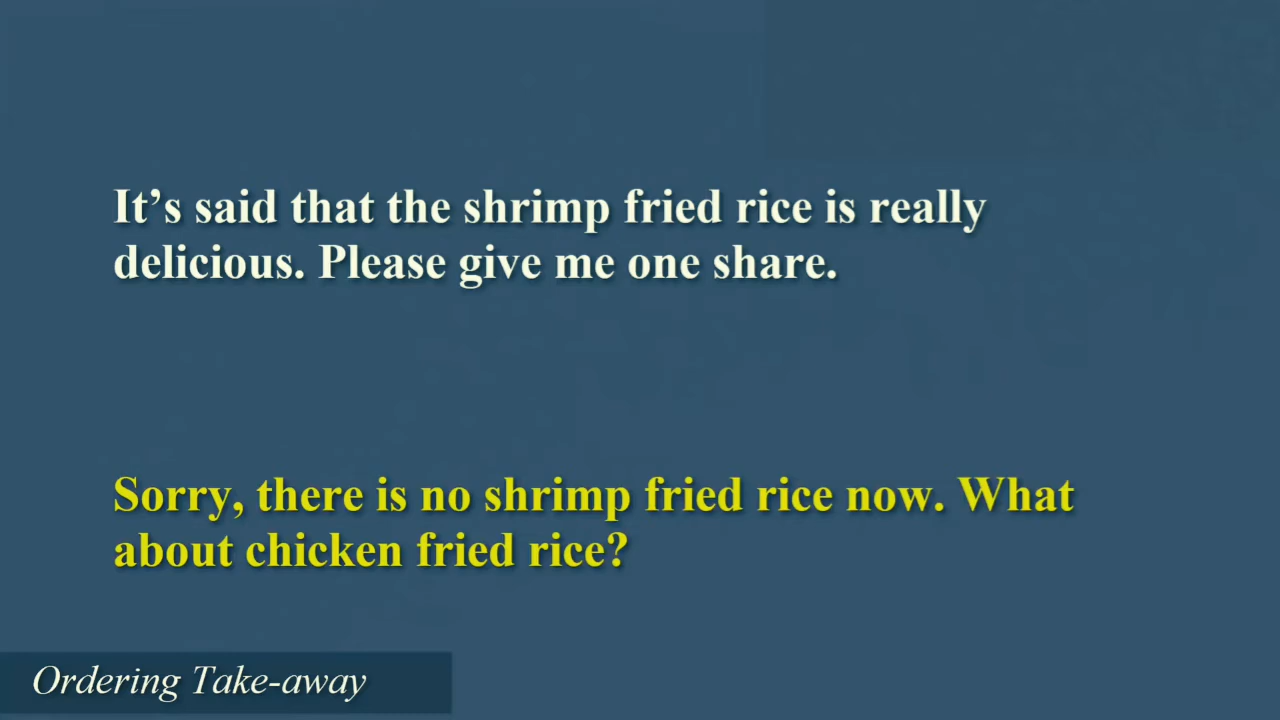 It’s said that the shrimp fried rice is really
delicious. Please give me one share.
Sorry, there is no shrimp fried rice now. What
about chicken fried rice?
Ordering Take-away